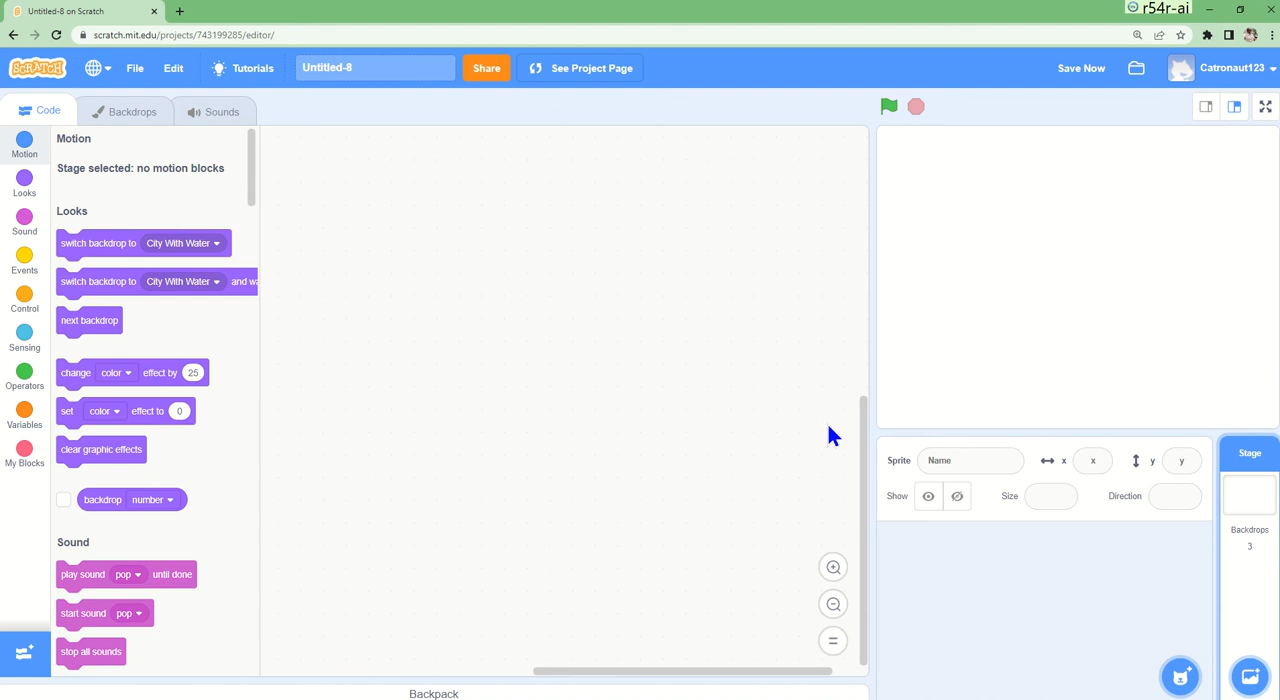 Untitled-8 on Scratch
r54r-ai
scratch.mit.edu/projects/743199285/editor/
SCRATCH
File
Edit
Tutorials
Untitled-8
Share
See Project Page
Save Now
Catronaut123
Code
Backdrops
Sounds
Motion
Looks
Sound
Events
Control
Sensing
Operators
Variables
My Blocks
Motion
Stage selected: no motion blocks
Looks
switch backdrop to City With Water
switch backdrop to City With Water and wa
next backdrop
change color effect by 25
set color effect to 0
clear graphic effects
backdrop number
Sound
play sound pop until done
start sound pop
stop all sounds
Backpack
Sprite Name x x y y
Show Size Direction
Stage
Backdrops
3